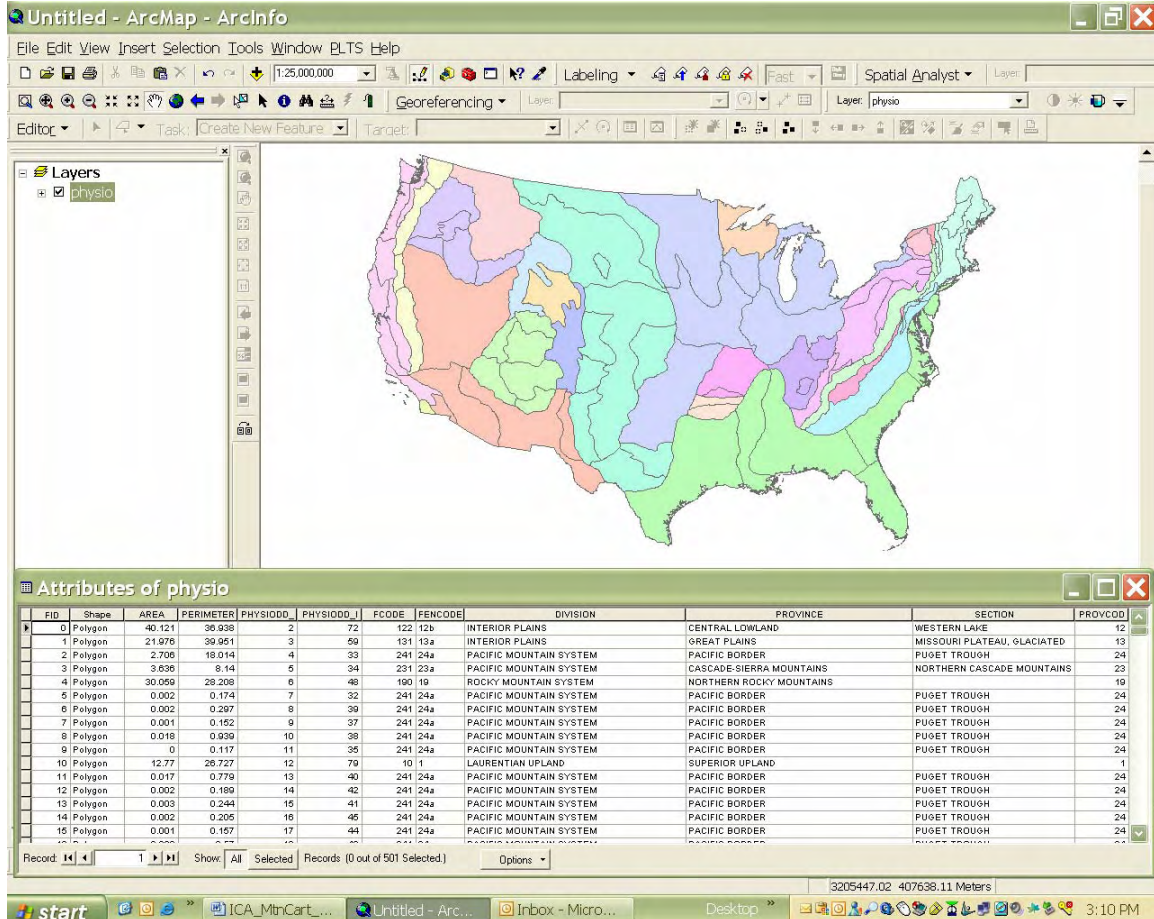 Untitled - ArcMap - ArcInfo
File Edit View Insert Selection Tools Window PLTS Help
1:25,000,000 Labeling Fast Spatial Analyst Layer:
Georeferencing Layer: Layer: physio
Editor Task: Create New Feature Target:
Layers
physio
Attributes of physio
FID Shape AREA PERIMETER PHYSIODD_ PHYSIODD_I FCODE FENCODE DIVISION PROVINCE SECTION PROVCOD
0 Polygon 40.121 36.938 2 72 122 12b INTERIOR PLAINS CENTRAL LOWLAND WESTERN LAKE 12
1 Polygon 21.976 39.951 3 59 131 13a INTERIOR PLAINS GREAT PLAINS MISSOURI PLATEAU, GLACIATED 13
2 Polygon 2.706 18.014 4 33 241 24a PACIFIC MOUNTAIN SYSTEM PACIFIC BORDER PUGET TROUGH 24
3 Polygon 3.636 8.14 5 34 231 23a PACIFIC MOUNTAIN SYSTEM CASCADE-SIERRA MOUNTAINS NORTHERN CASCADE MOUNTAINS 23
4 Polygon 30.059 28.208 6 48 190 19 ROCKY MOUNTAIN SYSTEM NORTHERN ROCKY MOUNTAINS 19
5 Polygon 0.002 0.174 7 32 241 24a PACIFIC MOUNTAIN SYSTEM PACIFIC BORDER PUGET TROUGH 24
6 Polygon 0.002 0.297 8 39 241 24a PACIFIC MOUNTAIN SYSTEM PACIFIC BORDER PUGET TROUGH 24
7 Polygon 0.001 0.152 9 37 241 24a PACIFIC MOUNTAIN SYSTEM PACIFIC BORDER PUGET TROUGH 24
8 Polygon 0.018 0.939 10 38 241 24a PACIFIC MOUNTAIN SYSTEM PACIFIC BORDER PUGET TROUGH 24
9 Polygon 0 0.117 11 35 241 24a PACIFIC MOUNTAIN SYSTEM PACIFIC BORDER PUGET TROUGH 24
10 Polygon 12.77 26.727 12 79 10 1 LAURENTIAN UPLAND SUPERIOR UPLAND 1
11 Polygon 0.017 0.779 13 40 241 24a PACIFIC MOUNTAIN SYSTEM PACIFIC BORDER PUGET TROUGH 24
12 Polygon 0.002 0.189 14 42 241 24a PACIFIC MOUNTAIN SYSTEM PACIFIC BORDER PUGET TROUGH 24
13 Polygon 0.003 0.244 15 41 241 24a PACIFIC MOUNTAIN SYSTEM PACIFIC BORDER PUGET TROUGH 24
14 Polygon 0.002 0.205 16 45 241 24a PACIFIC MOUNTAIN SYSTEM PACIFIC BORDER PUGET TROUGH 24
15 Polygon 0.001 0.157 17 44 241 24a PACIFIC MOUNTAIN SYSTEM PACIFIC BORDER PUGET TROUGH 24
Record: 1 Show: All Selected Records (0 out of 501 Selected.) Options
3205447.02 407638.11 Meters
start ICA_MtnCart_... Untitled - Arc... Inbox - Micro... Desktop » 3:10 PM